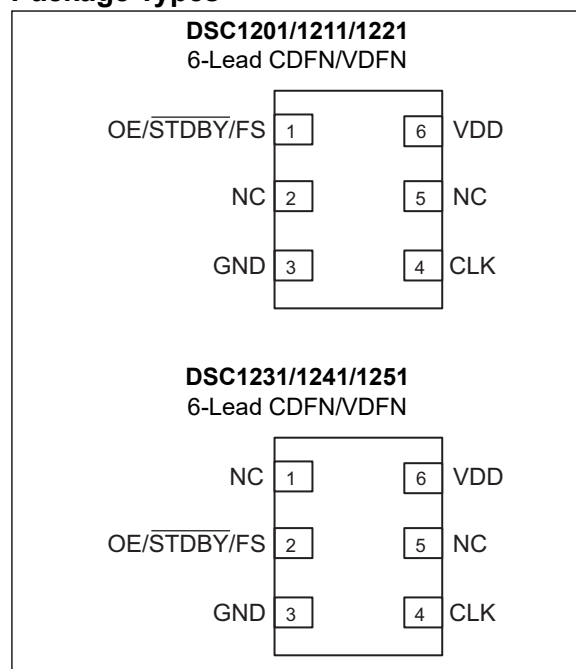 Package Types
DSC1201/1211/1221
6-Lead CDFN/VDFN
OE/STDBY/FS 1 6 VDD
NC 2 5 NC
GND 3 4 CLK
DSC1231/1241/1251
6-Lead CDFN/VDFN
NC 1 6 VDD
OE/STDBY/FS 2 5 NC
GND 3 4 CLK